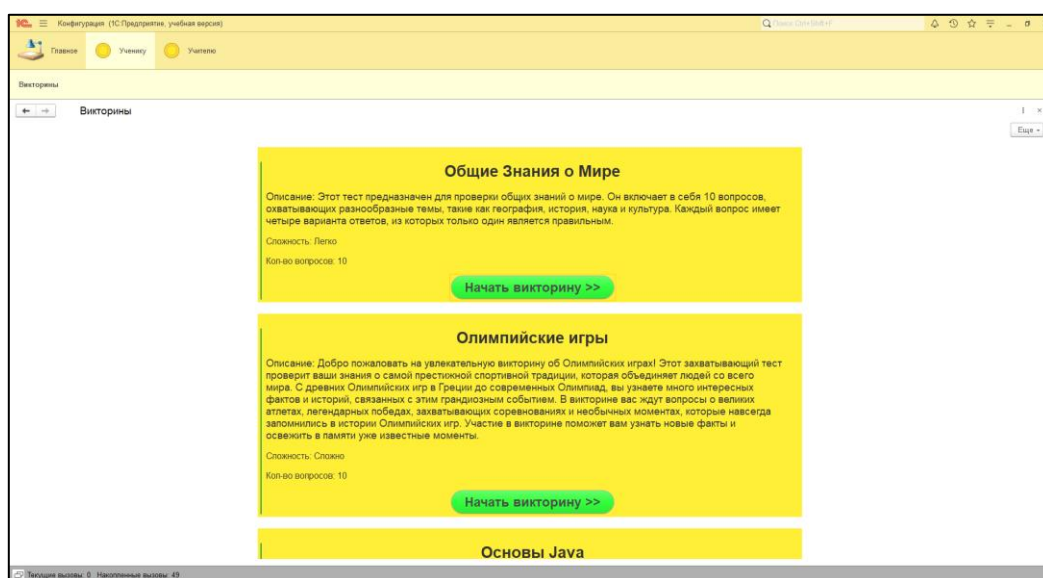 1С Конфигурация (1С:Предприятие, учебная версия) Поиск Ctrl+Shift+F
Главное Ученику Учителю
Викторины
Викторины
Еще
Общие Знания о Мире
Описание: Этот тест предназначен для проверки общих знаний о мире. Он включает в себя 10 вопросов,
охватывающих разнообразные темы, такие как география, история, наука и культура. Каждый вопрос имеет
четыре варианта ответов, из которых только один является правильным.
Сложность: Легко
Кол-во вопросов: 10
Начать викторину >>
Олимпийские игры
Описание: Добро пожаловать на увлекательную викторину об Олимпийских играх! Этот захватывающий тест
проверит ваши знания о самой престижной спортивной традиции, которая объединяет людей со всего
мира. С древних Олимпийских игр в Греции до современных Олимпиад, вы узнаете много интересных
фактов и историй, связанных с этим грандиозным событием. В викторине вас ждут вопросы о великих
атлетах, легендарных победах, захватывающих соревнованиях и необычных моментах, которые навсегда
запомнились в истории Олимпийских игр. Участие в викторине поможет вам узнать новые факты и
освежить в памяти уже известные моменты.
Сложность: Сложно
Кол-во вопросов: 10
Начать викторину >>
Основы Java
Текущие вызовы: 0 Накопленные вызовы: 49